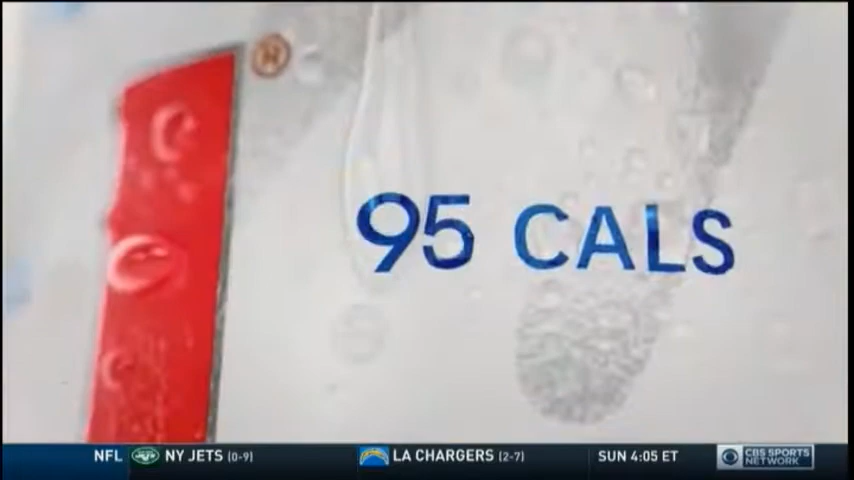 ®
95 CALS
NFL NY JETS (0-9) LA CHARGERS (2-7) SUN 4:05 ET CBS SPORTS NETWORK